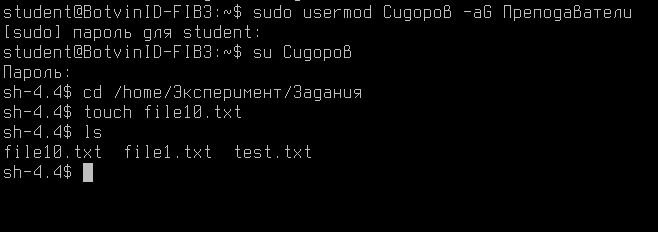 student@BotvinID-FIB3:~$ sudo usermod Сидоров -aG Преподаватели
[sudo] пароль для student:
student@BotvinID-FIB3:~$ su Сидоров
Пароль:
sh-4.4$ cd /home/Эксперимент/Задания
sh-4.4$ touch file10.txt
sh-4.4$ ls
file10.txt  file1.txt  test.txt
sh-4.4$